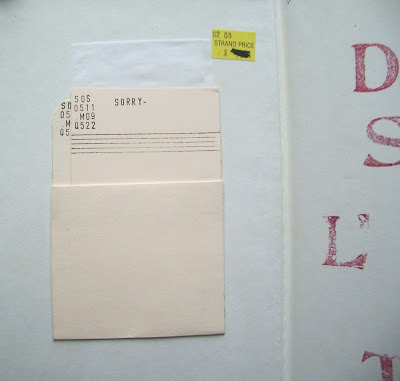 02 08
STRAND PRICE
$
SOS
0511
M09
0522
SORRY-
SO
05
M
05
D
S
L'
T